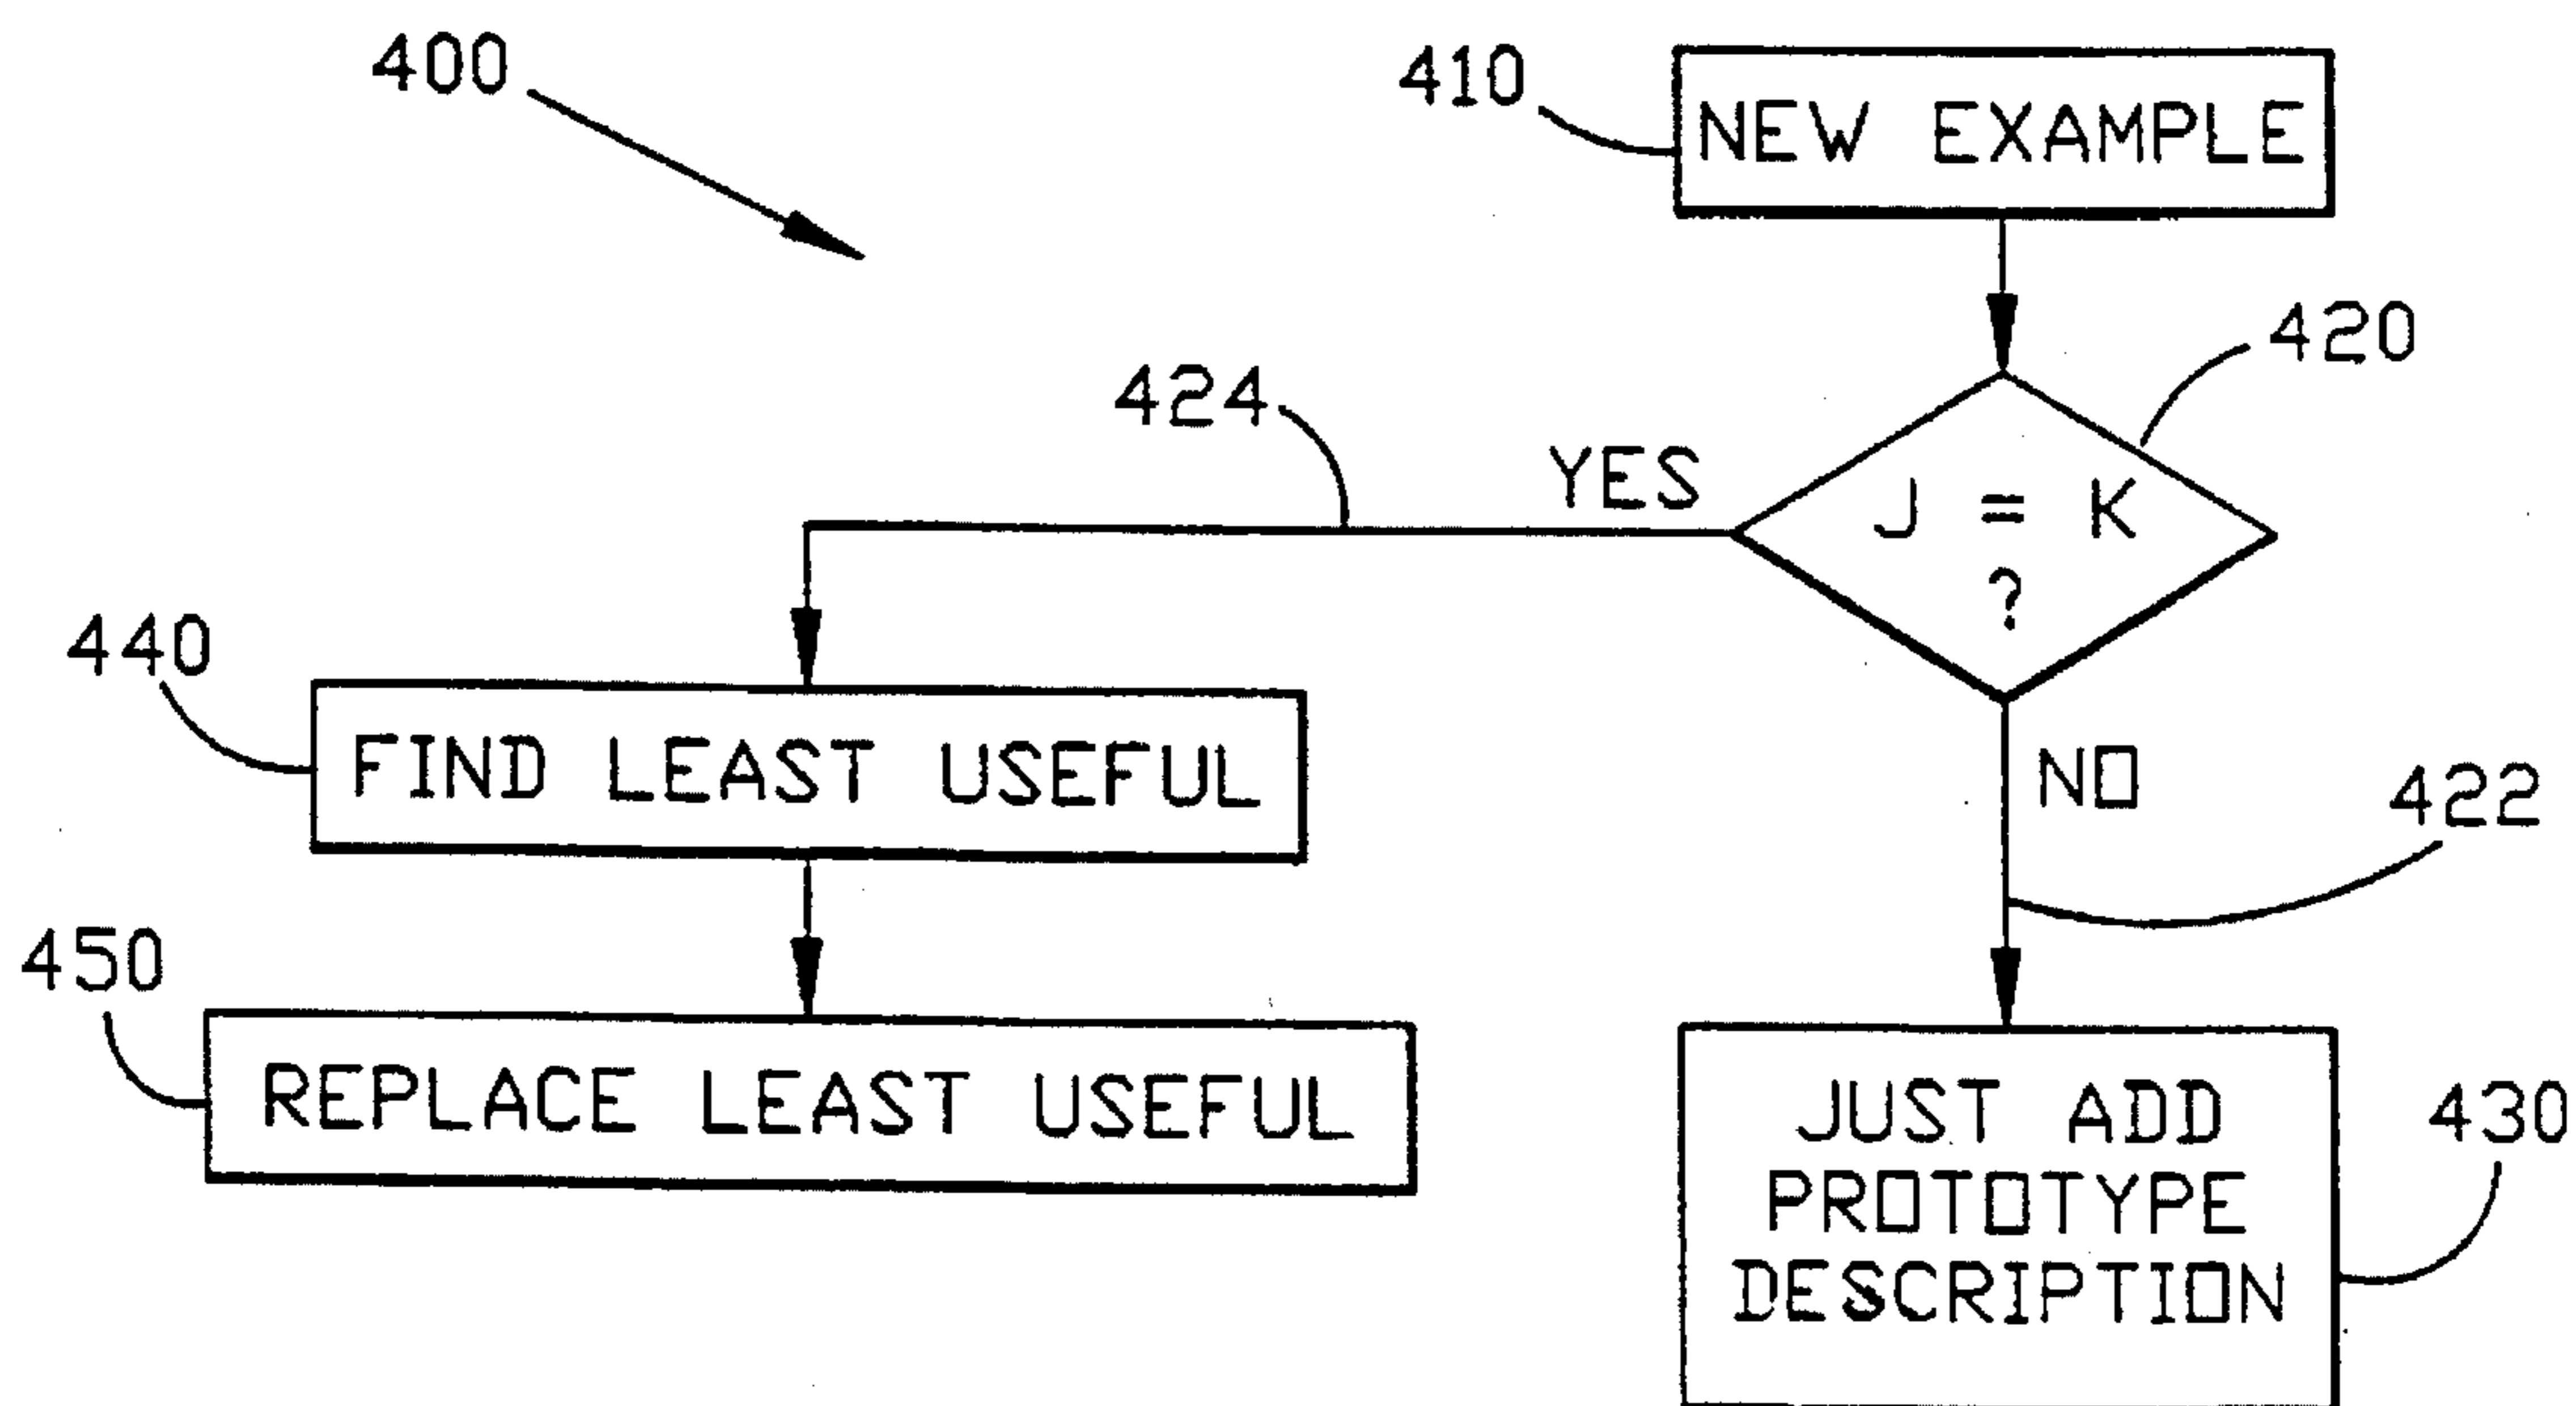 400
410
NEW EXAMPLE
420
424
YES
J = K
?
440
FIND LEAST USEFUL
NO
422
450
REPLACE LEAST USEFUL
JUST ADD
PROTOTYPE
DESCRIPTION
430